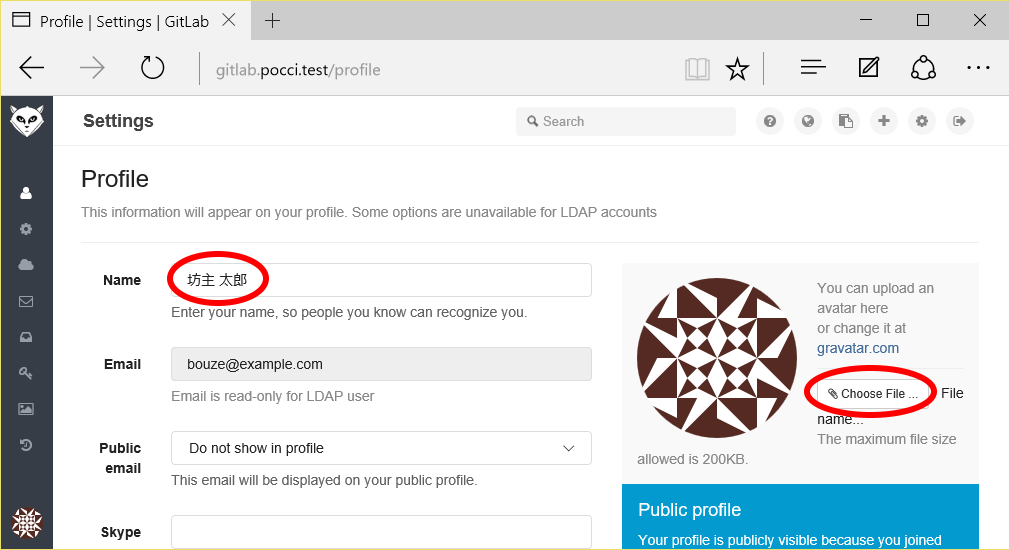 Profile | Settings | GitLab
gitlab.pocci.test/profile
Settings
Search
Profile
This information will appear on your profile. Some options are unavailable for LDAP accounts
Name
坊主 太郎
Enter your name, so people you know can recognize you.
Email
bouze@example.com
Email is read-only for LDAP user
Public
email
Do not show in profile
This email will be displayed on your public profile.
Skype
You can upload an
avatar here
or change it at
gravatar.com
Choose File ... File
name...
The maximum file size
allowed is 200KB.
Public profile
Your profile is publicly visible because you joined